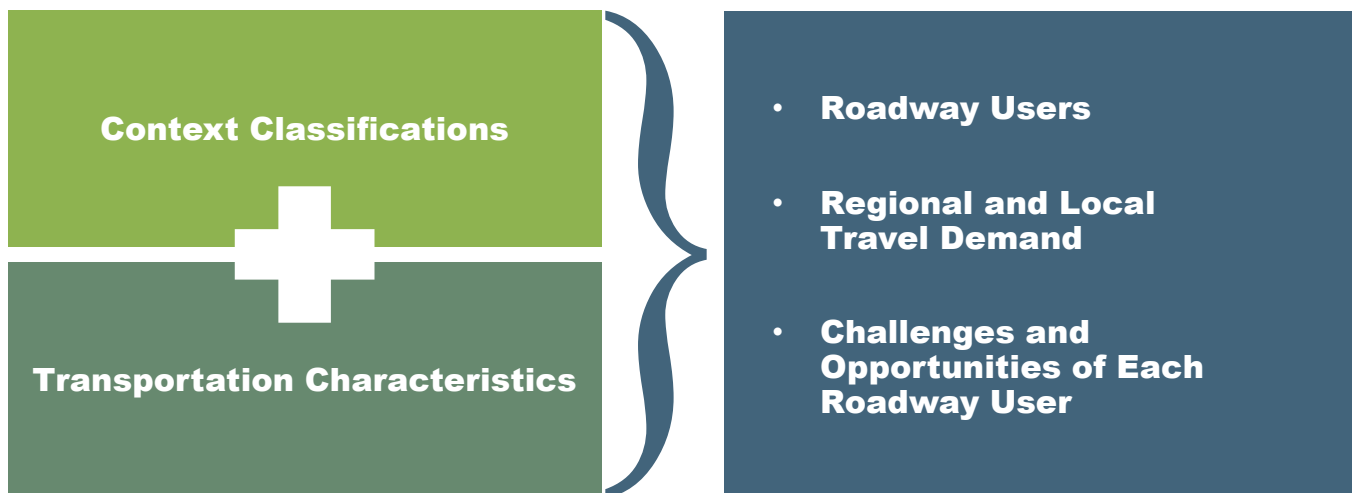 Context Classifications
Transportation Characteristics
• Roadway Users
• Regional and Local
Travel Demand
• Challenges and
Opportunities of Each
Roadway User